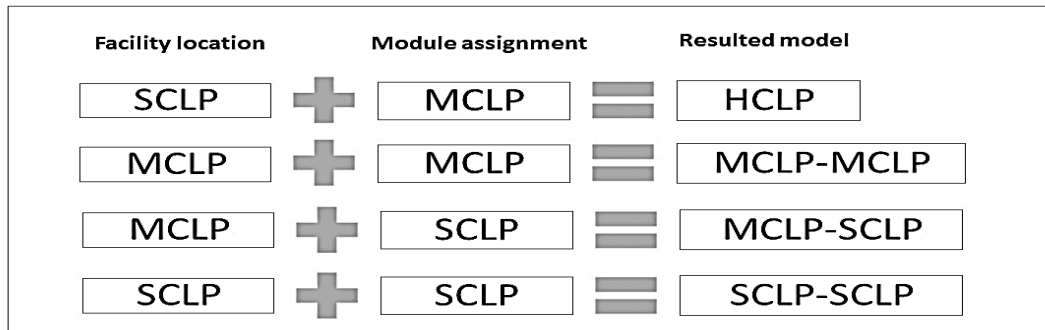 Facility location Module assignment Resulted model
SCLP MCLP HCLP
MCLP MCLP MCLP-MCLP
MCLP SCLP MCLP-SCLP
SCLP SCLP SCLP-SCLP